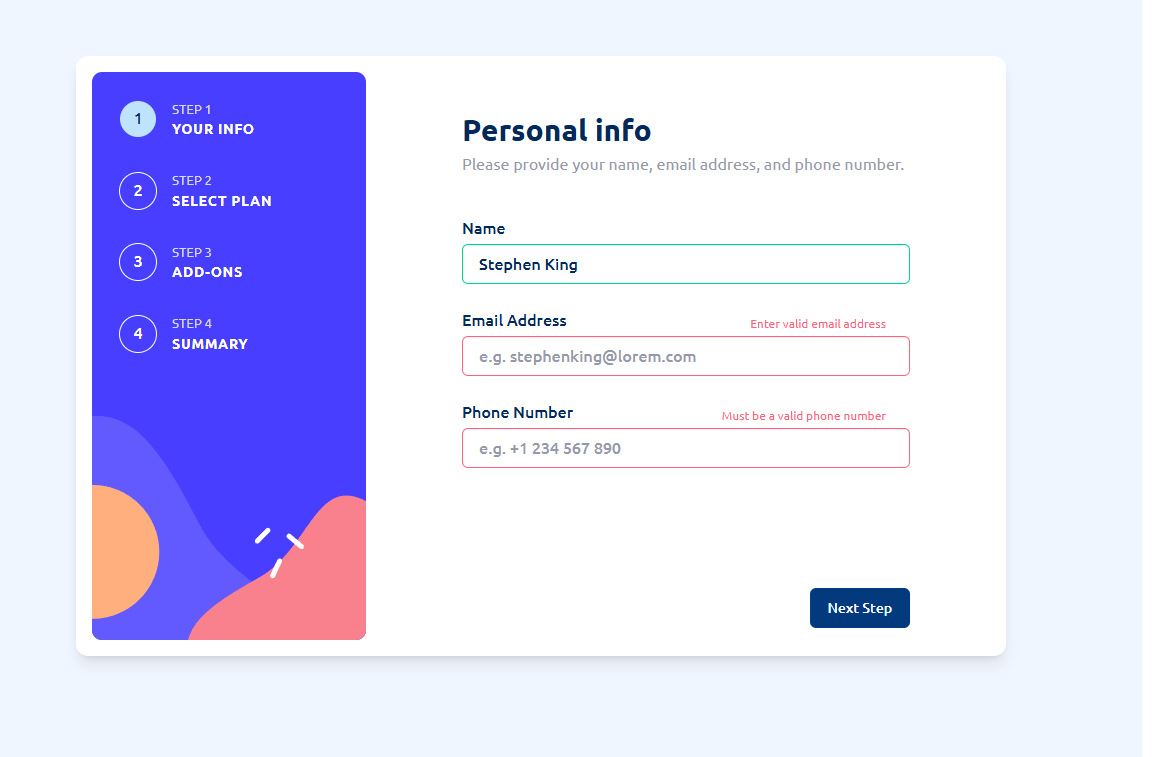 1
STEP 1
YOUR INFO
2
STEP 2
SELECT PLAN
3
STEP 3
ADD-ONS
4
STEP 4
SUMMARY
Personal info
Please provide your name, email address, and phone number.
Name
Stephen King
Email Address
Enter valid email address
e.g. stephenking@lorem.com
Phone Number
Must be a valid phone number
e.g. +1 234 567 890
Next Step